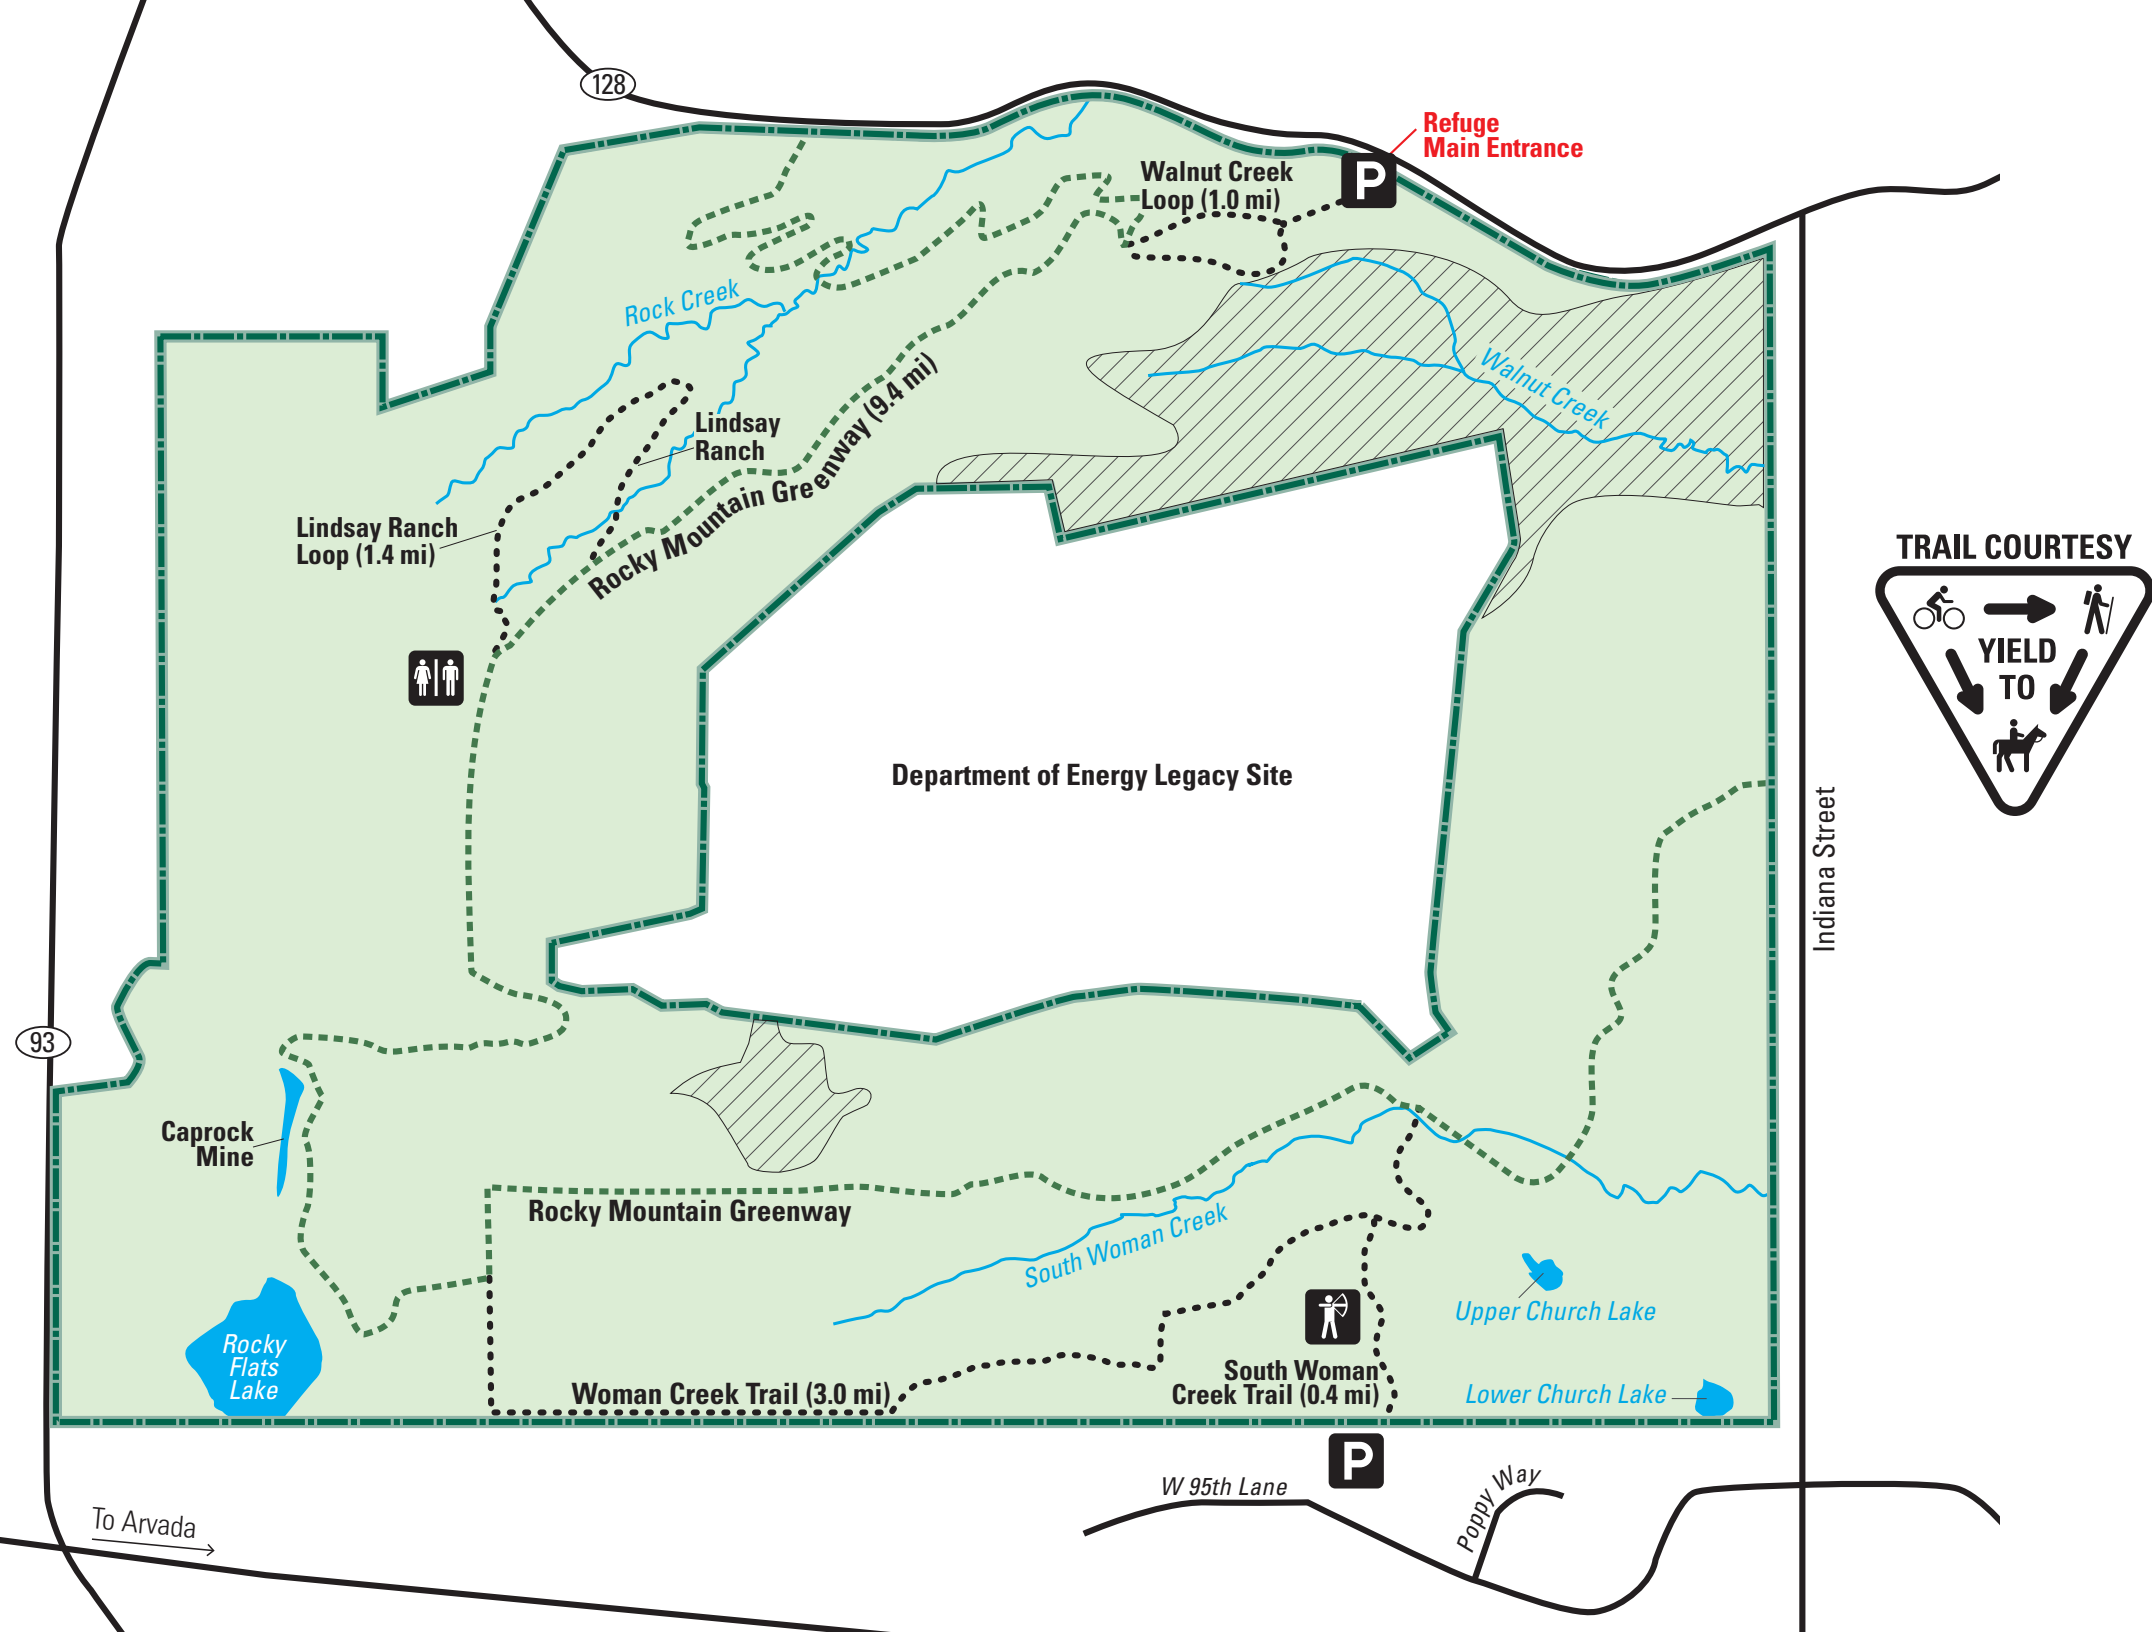 128
Refuge
Main Entrance
Walnut Creek
Loop (1.0 mi)
P
Rock Creek
Walnut Creek
Lindsay
Ranch
Rocky Mountain Greenway (9.4 mi)
Lindsay Ranch
Loop (1.4 mi)
TRAIL COURTESY
YIELD
TO
Department of Energy Legacy Site
Indiana Street
93
Caprock
Mine
Rocky Mountain Greenway
South Woman Creek
Upper Church Lake
Rocky
Flats
Lake
Woman Creek Trail (3.0 mi)
South Woman
Creek Trail (0.4 mi)
Lower Church Lake
P
W 95th Lane
Poppy Way
To Arvada